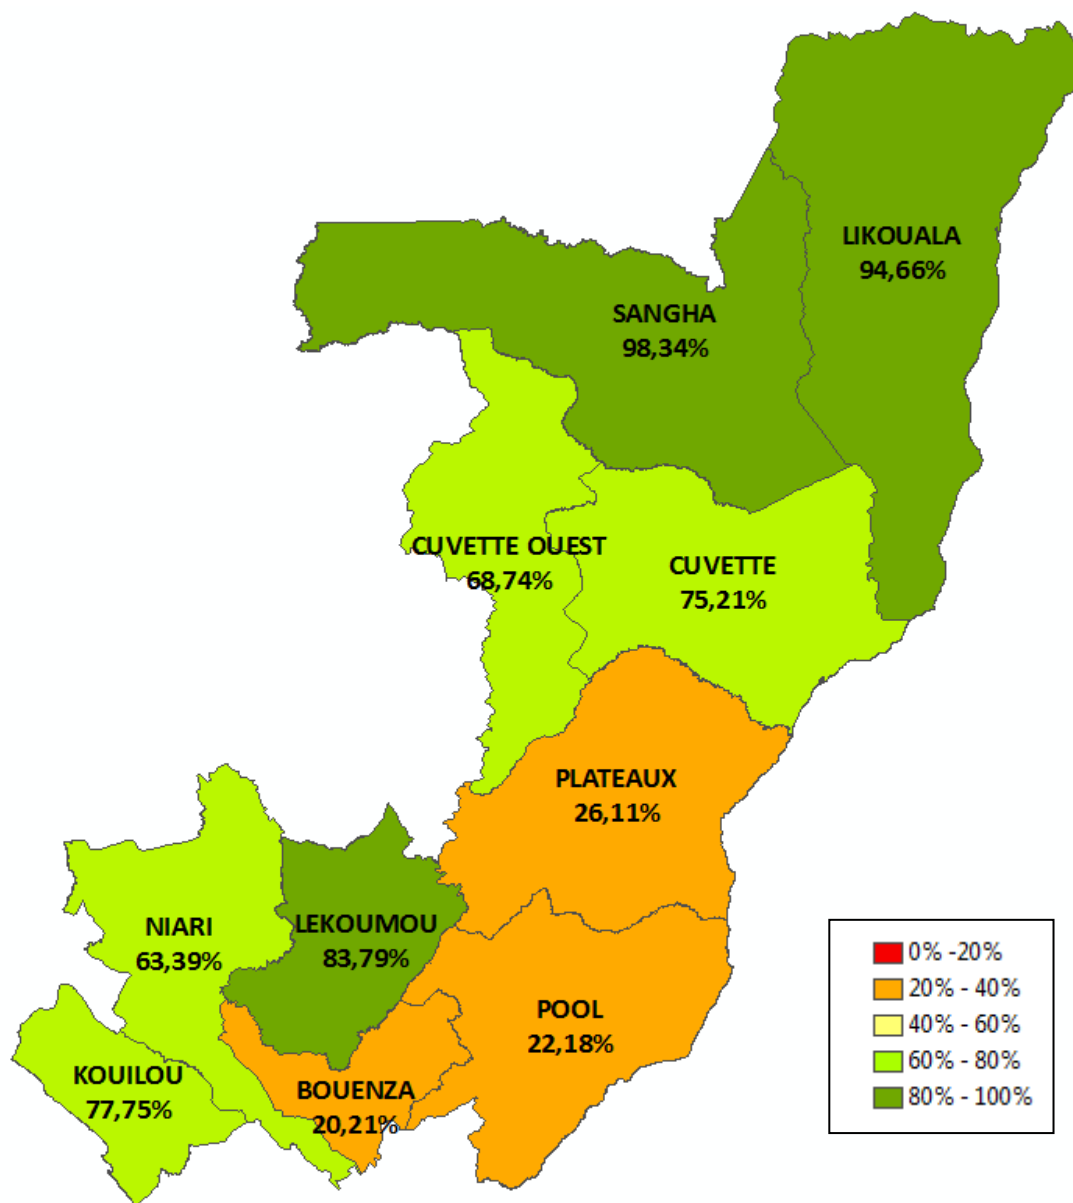 LIKOUALA
94,66%
SANGHA
98,34%
CUVETTE OUEST
68,74%
CUVETTE
75,21%
PLATEAUX
26,11%
NIARI
63,39%
LEKOUMOU
83,79%
POOL
22,18%
KOUILOU
77,75%
BOUENZA
20,21%
0% -20%
20% - 40%
40% - 60%
60% - 80%
80% - 100%